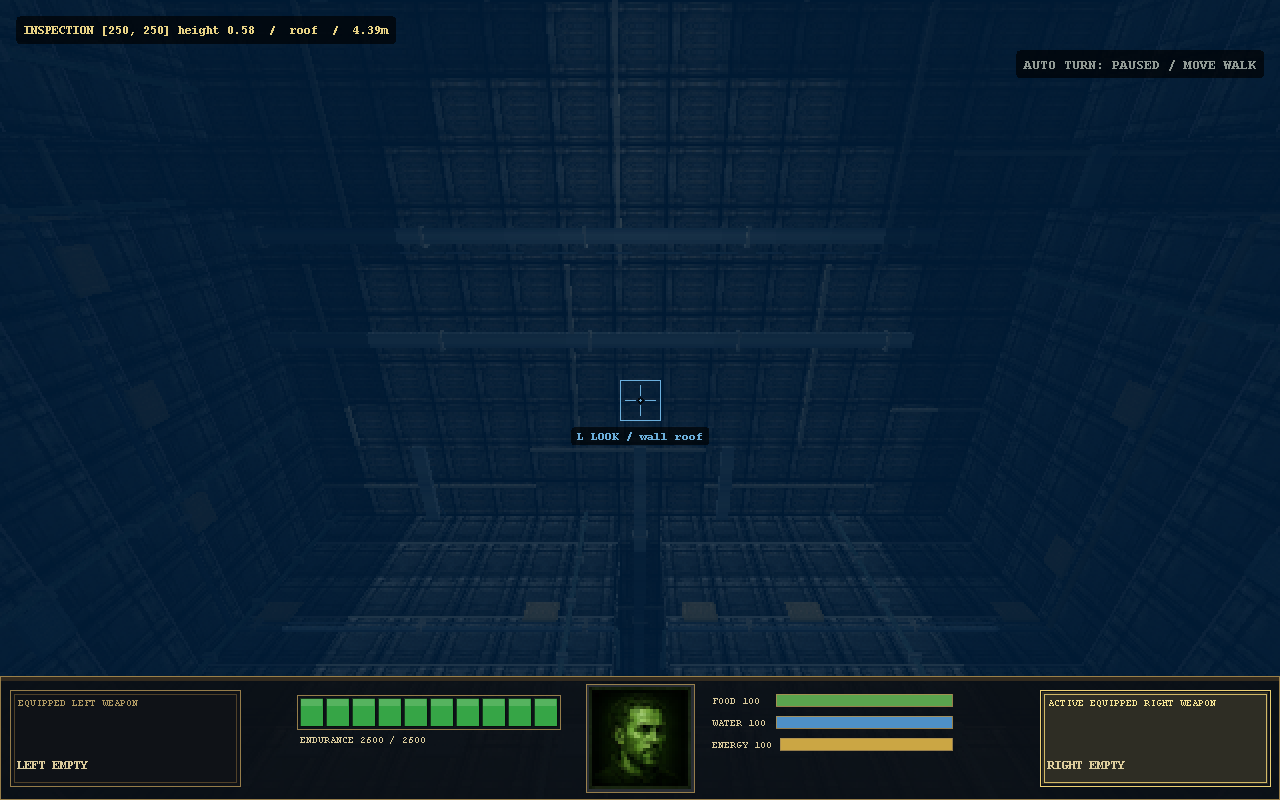 INSPECTION [250, 250] height 0.58 / roof / 4.39m
AUTO TURN: PAUSED / MOVE WALK
L LOOK / wall roof
EQUIPPED LEFT WEAPON
LEFT EMPTY
ENDURANCE 2600 / 2600
FOOD 100
WATER 100
ENERGY 100
ACTIVE EQUIPPED RIGHT WEAPON
RIGHT EMPTY